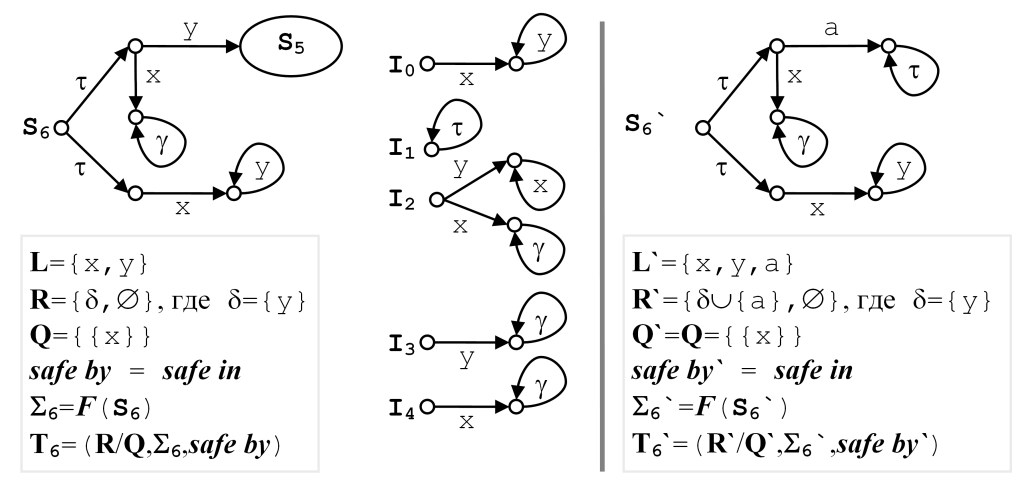 y
S₅
τ
x
S₆
γ
τ
y
x
I₀
y
x
I₁
τ
I₂
y
x
x
γ
I₃
γ
y
I₄
γ
x
a
τ
τ
x
S₆`
γ
τ
y
x
L={x,y}
R={δ,∅}, где δ={y}
Q={{x}}
safe by = safe in
Σ₆=F(S₆)
T₆=(R/Q,Σ₆,safe by)
L`={x,y,a}
R`={δ∪{a},∅}, где δ={y}
Q`=Q={{x}}
safe by` = safe in
Σ₆`=F(S₆`)
T₆`=(R`/Q`,Σ₆`,safe by`)